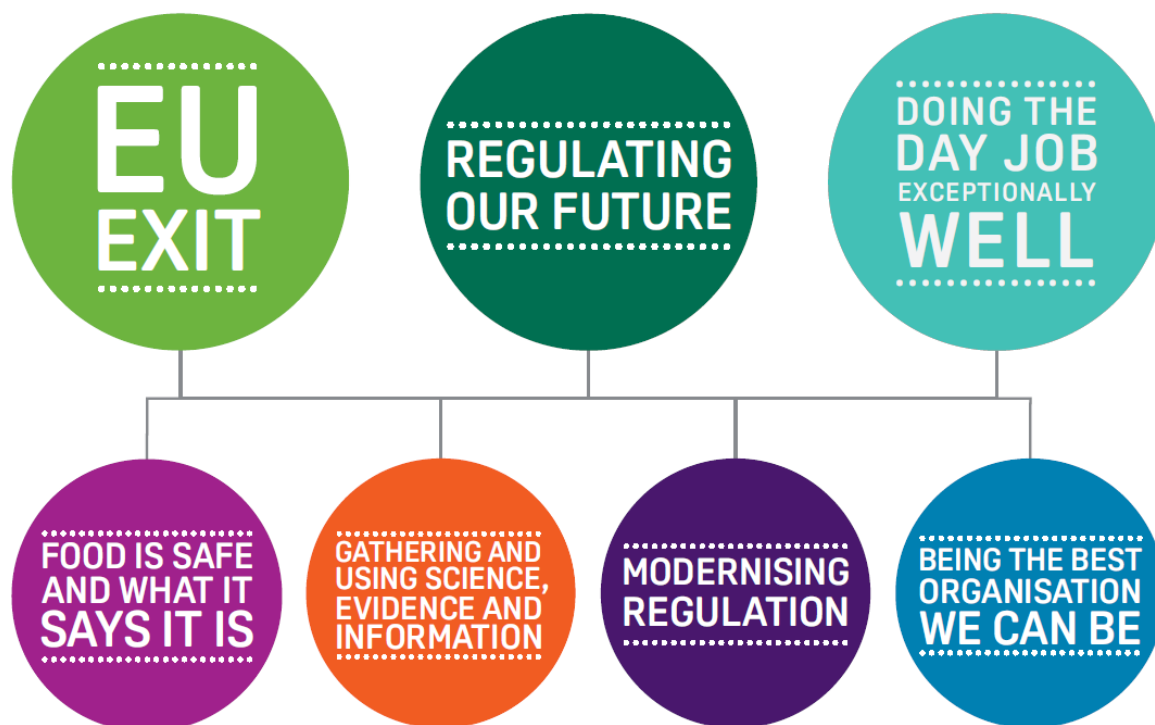 EU
EXIT
REGULATING
OUR FUTURE
DOING THE
DAY JOB
EXCEPTIONALLY
WELL
FOOD IS SAFE
AND WHAT IT
SAYS IT IS
GATHERING AND
USING SCIENCE,
EVIDENCE AND
INFORMATION
MODERNISING
REGULATION
BEING THE BEST
ORGANISATION
WE CAN BE